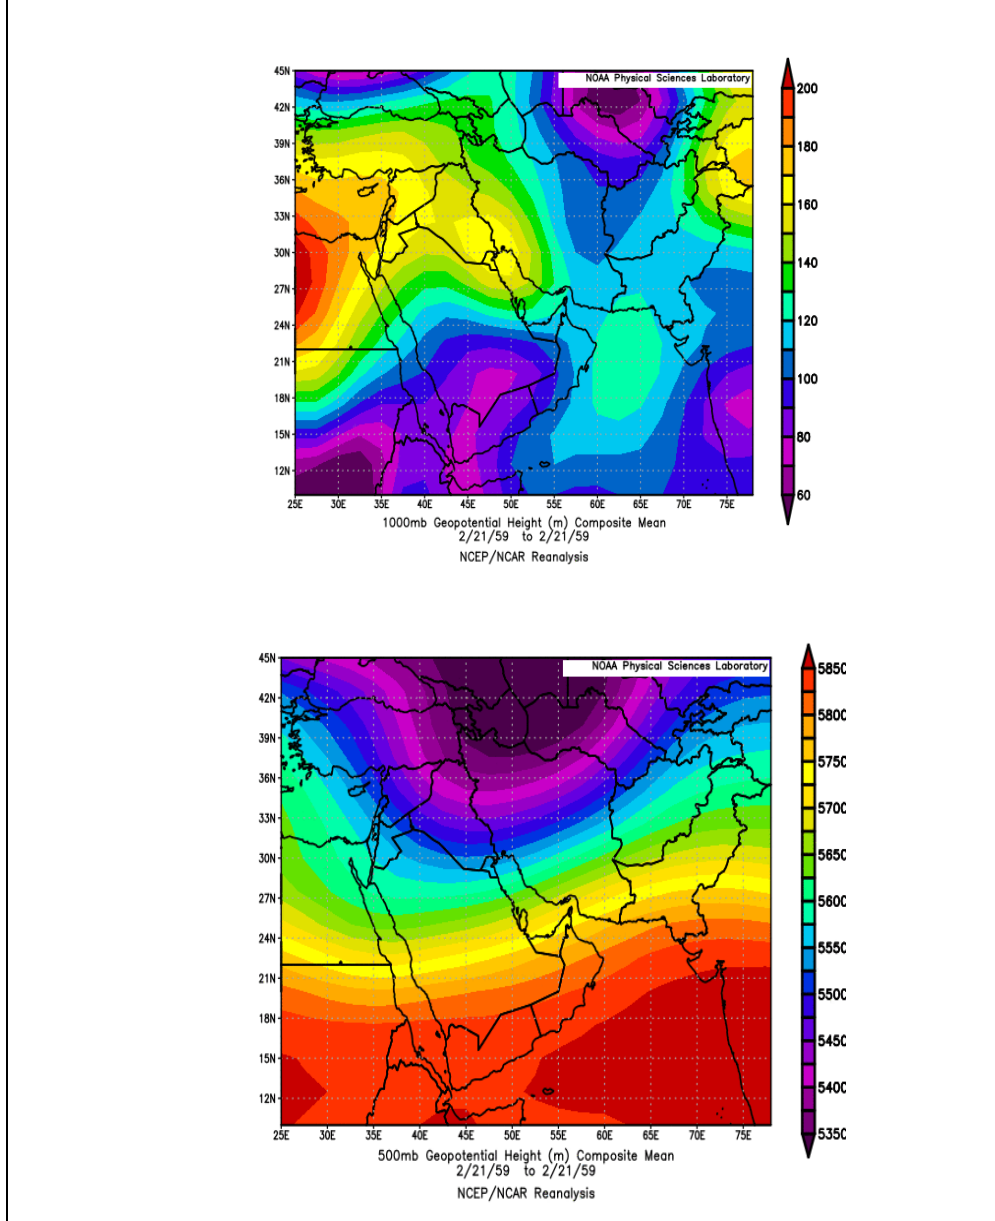 NOAA Physical Sciences Laboratory
45N
42N
39N
36N
33N
30N
27N
24N
21N
18N
15N
12N
25E 30E 35E 40E 45E 50E 55E 60E 65E 70E 75E
200
180
160
140
120
100
80
60
1000mb Geopotential Height (m) Composite Mean
2/21/59 to 2/21/59
NCEP/NCAR Reanalysis
NOAA Physical Sciences Laboratory
45N
42N
39N
36N
33N
30N
27N
24N
21N
18N
15N
12N
25E 30E 35E 40E 45E 50E 55E 60E 65E 70E 75E
5850
5800
5750
5700
5650
5600
5550
5500
5450
5400
5350
500mb Geopotential Height (m) Composite Mean
2/21/59 to 2/21/59
NCEP/NCAR Reanalysis